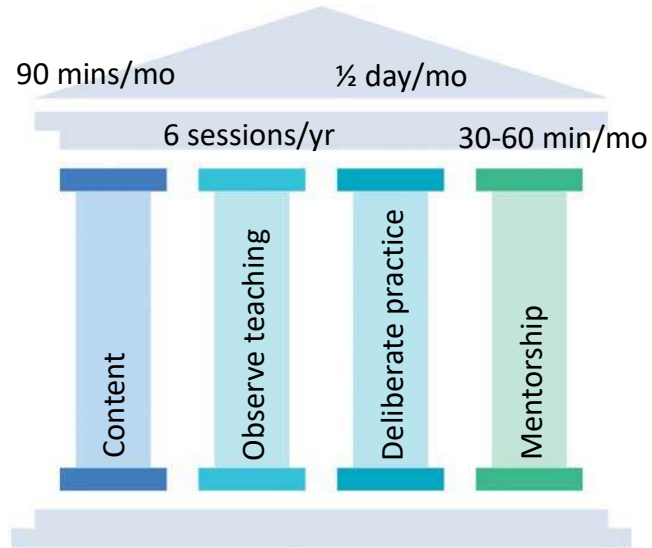 90 mins/mo
½ day/mo
6 sessions/yr
30-60 min/mo
Content
Observe teaching
Deliberate practice
Mentorship